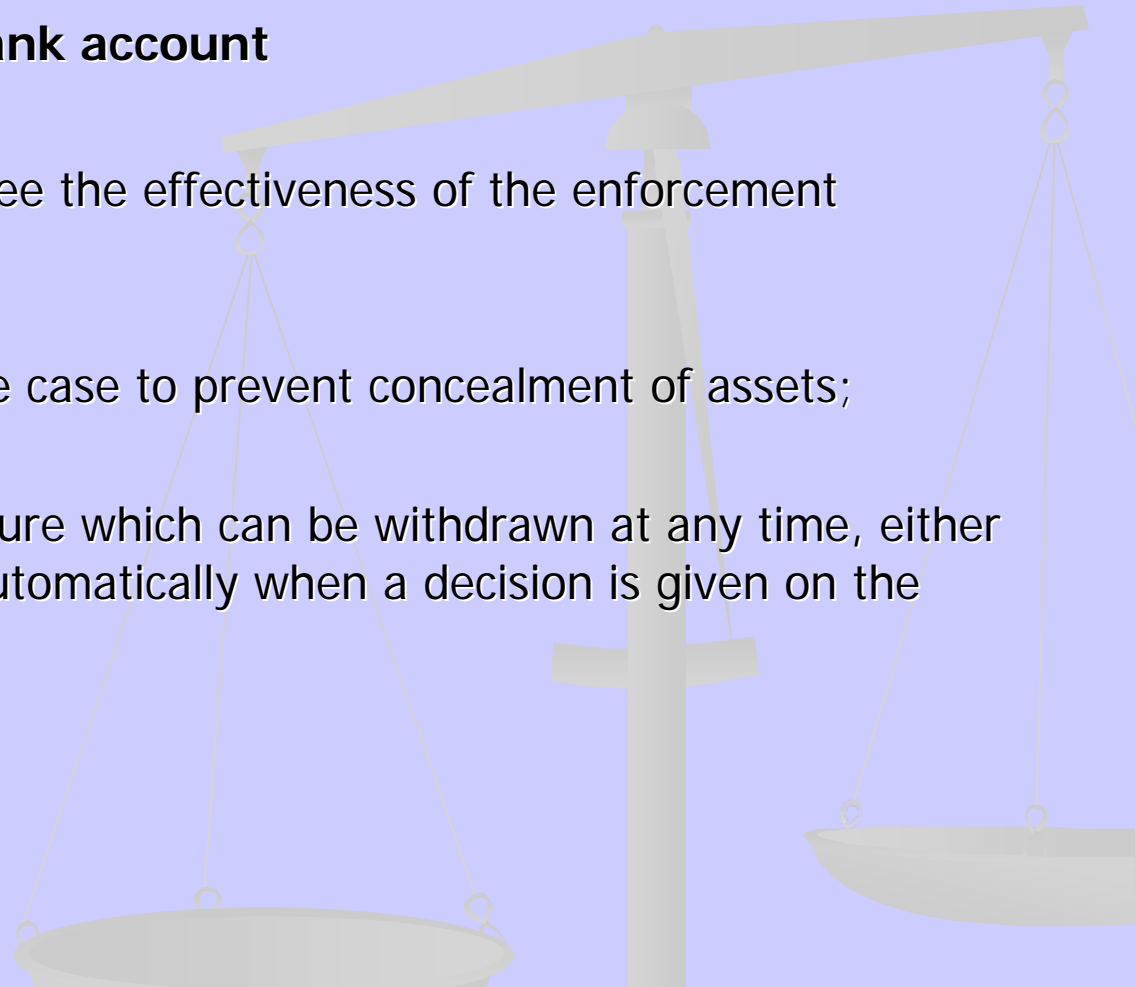 ank account
ee the effectiveness of the enforcement
e case to prevent concealment of assets;
ure which can be withdrawn at any time, either
utomatically when a decision is given on the